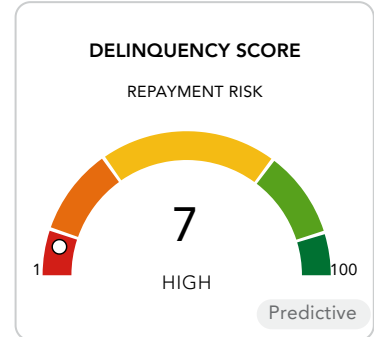 DELINQUENCY SCORE
REPAYMENT RISK
7
1
100
HIGH
Predictive